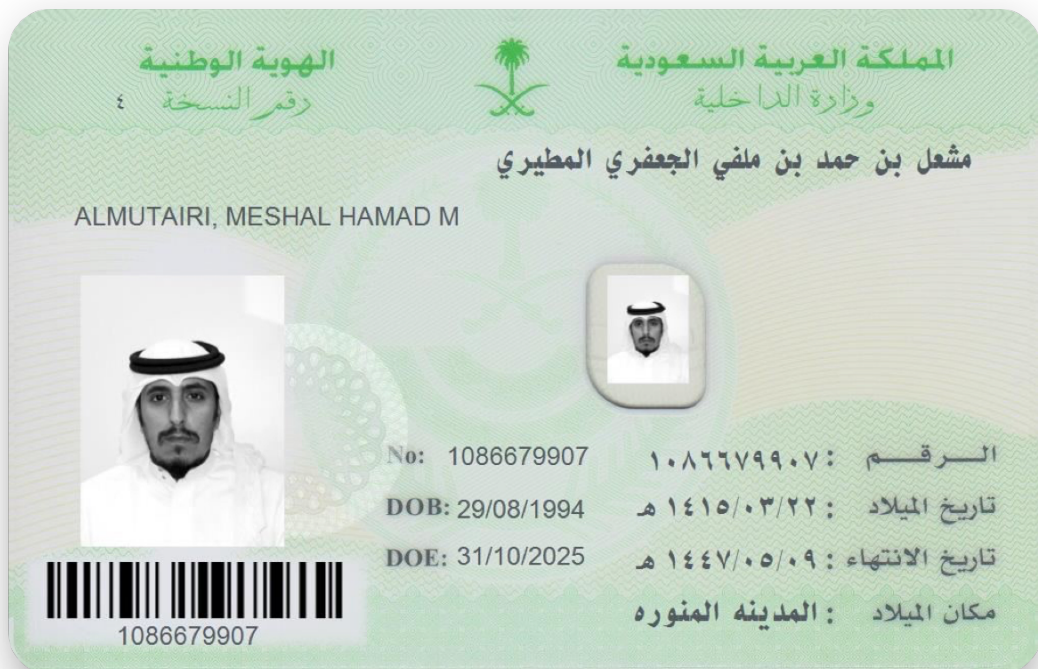 المملكة العربية السعودية
وزارة الداخلية
الهوية الوطنية
رقم النسخة ٤
مشعل بن حمد بن ملفي الجعفري المطيري
ALMUTAIRI, MESHAL HAMAD M
الـــرقـــم : ١٠٨٦٦٧٩٩٠٧
No: 1086679907
تاريخ الميلاد : ١٤١٥/٠٣/٢٢ هـ
DOB: 29/08/1994
تاريخ الانتهاء : ١٤٤٧/٠٥/٠٩ هـ
DOE: 31/10/2025
مكان الميلاد : المدينه المنوره
1086679907